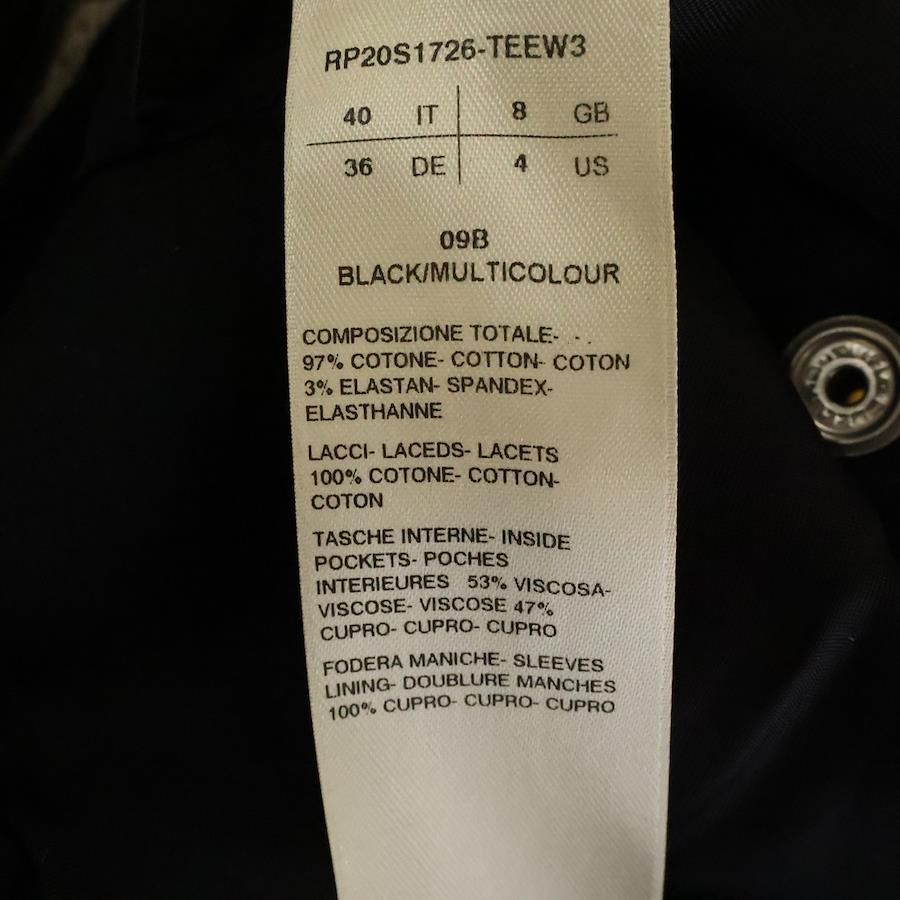 RP20S1726-TEEW3
40 IT 8 GB
36 DE 4 US
09B
BLACK/MULTICOLOUR
COMPOSIZIONE TOTALE- - .
97% COTONE- COTTON- COTON
3% ELASTAN- SPANDEX-
ELASTHANNE
LACCI- LACEDS- LACETS
100% COTONE- COTTON-
COTON
TASCHE INTERNE- INSIDE
POCKETS- POCHES
INTERIEURES 53% VISCOSA-
VISCOSE- VISCOSE 47%
CUPRO- CUPRO- CUPRO
FODERA MANICHE- SLEEVES
LINING- DOUBLURE MANCHES
100% CUPRO- CUPRO- CUPRO